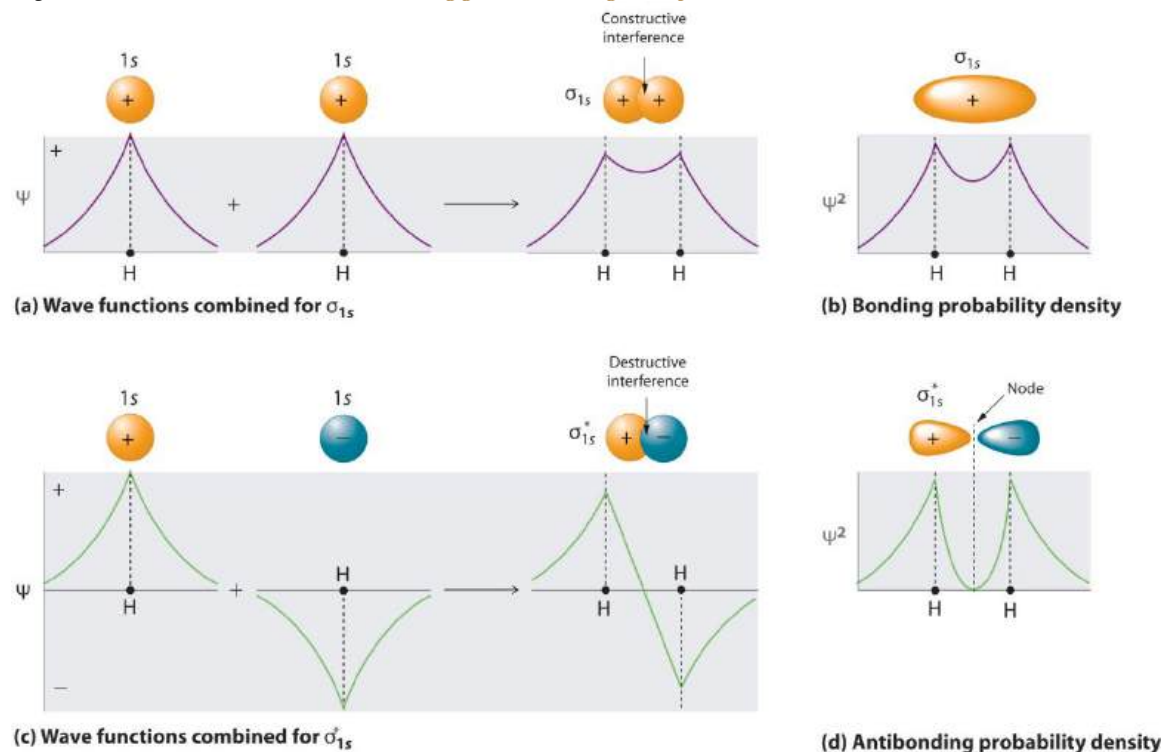 Constructive
interference
1s
1s
σ1s
σ1s
+
+
+ +
+
+
Ψ
+
Ψ²
H
H
H H
H H
(a) Wave functions combined for σ1s
(b) Bonding probability density
Destructive
interference
1s
1s
σ*1s
Node
σ*1s
+
−
+ −
+ −
+
Ψ²
H
H
Ψ
H
+
H
H H
−
(c) Wave functions combined for σ*1s
(d) Antibonding probability density